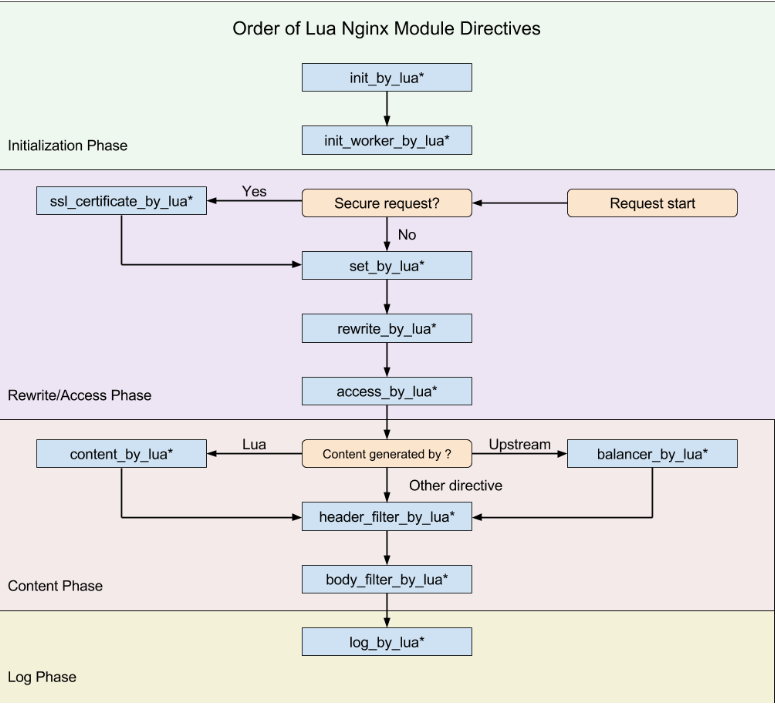 Order of Lua Nginx Module Directives
init_by_lua*
init_worker_by_lua*
Initialization Phase
ssl_certificate_by_lua*
Yes
Secure request?
Request start
No
set_by_lua*
rewrite_by_lua*
access_by_lua*
Rewrite/Access Phase
content_by_lua*
Lua
Content generated by ?
Upstream
balancer_by_lua*
Other directive
header_filter_by_lua*
body_filter_by_lua*
Content Phase
log_by_lua*
Log Phase